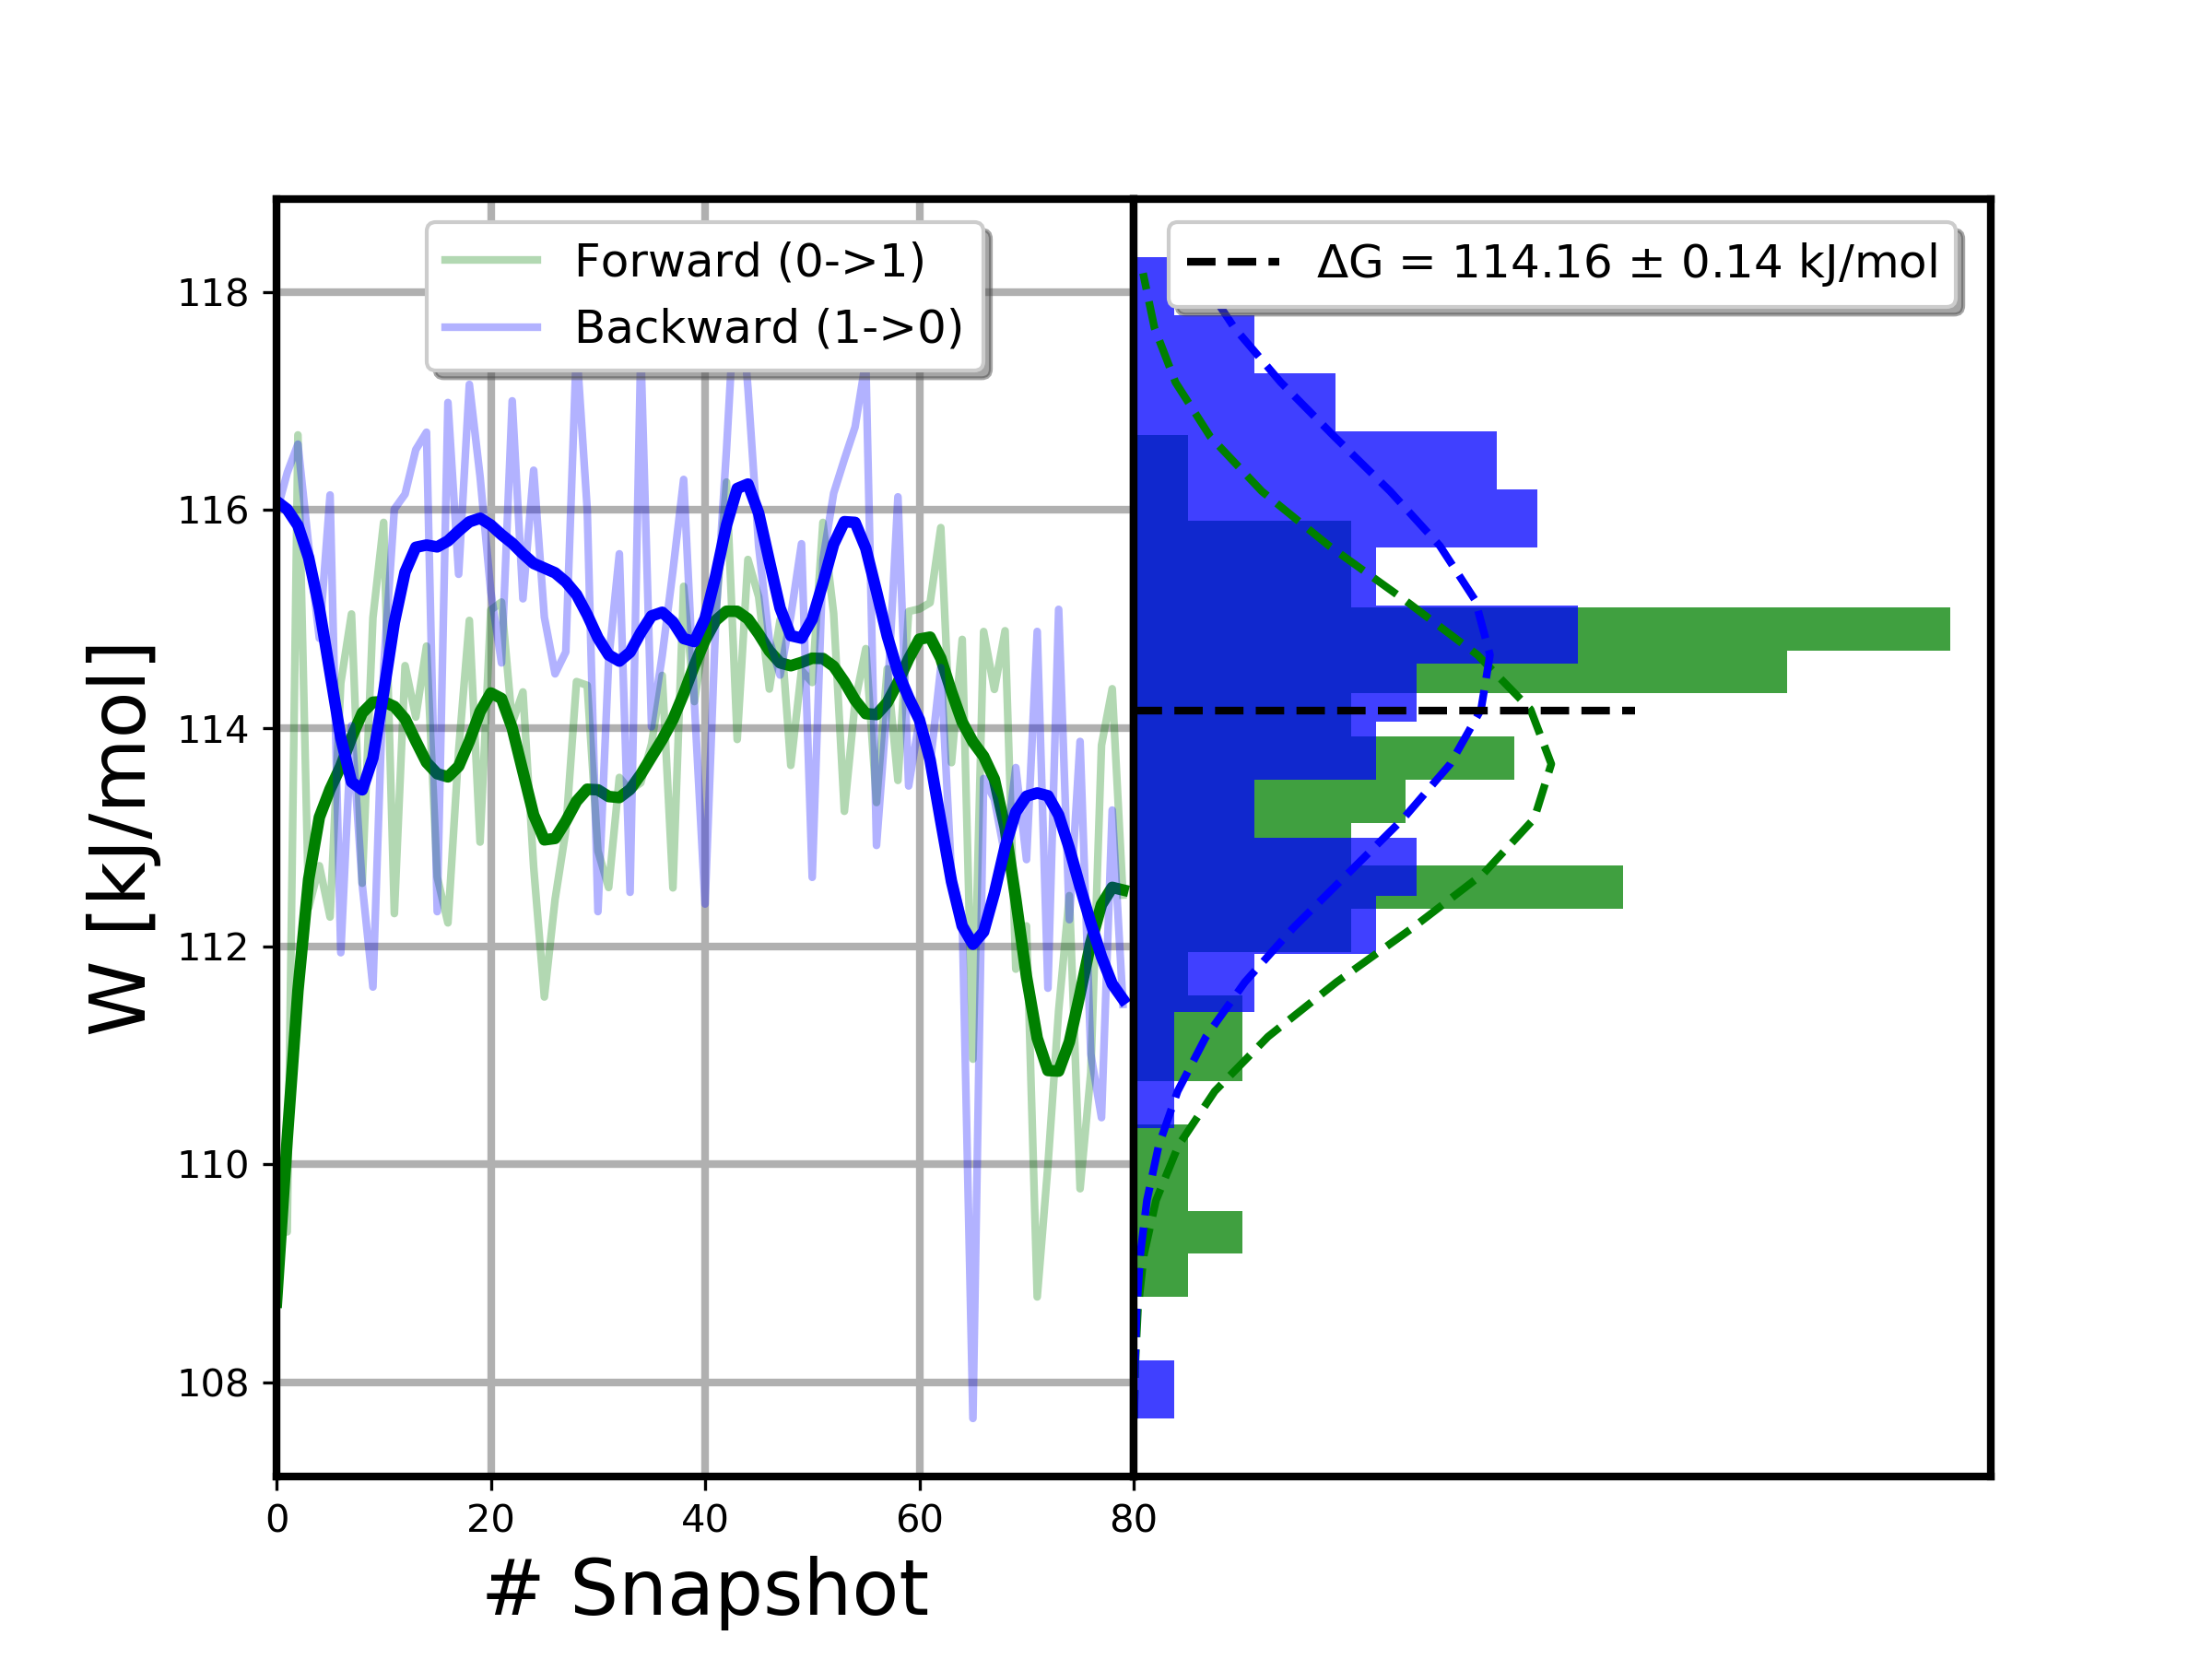 Forward (0->1)
Backward (1->0)
ΔG = 114.16 ± 0.14 kJ/mol
W [kJ/mol]
118
116
114
112
110
108
0 20 40 60 80
# Snapshot